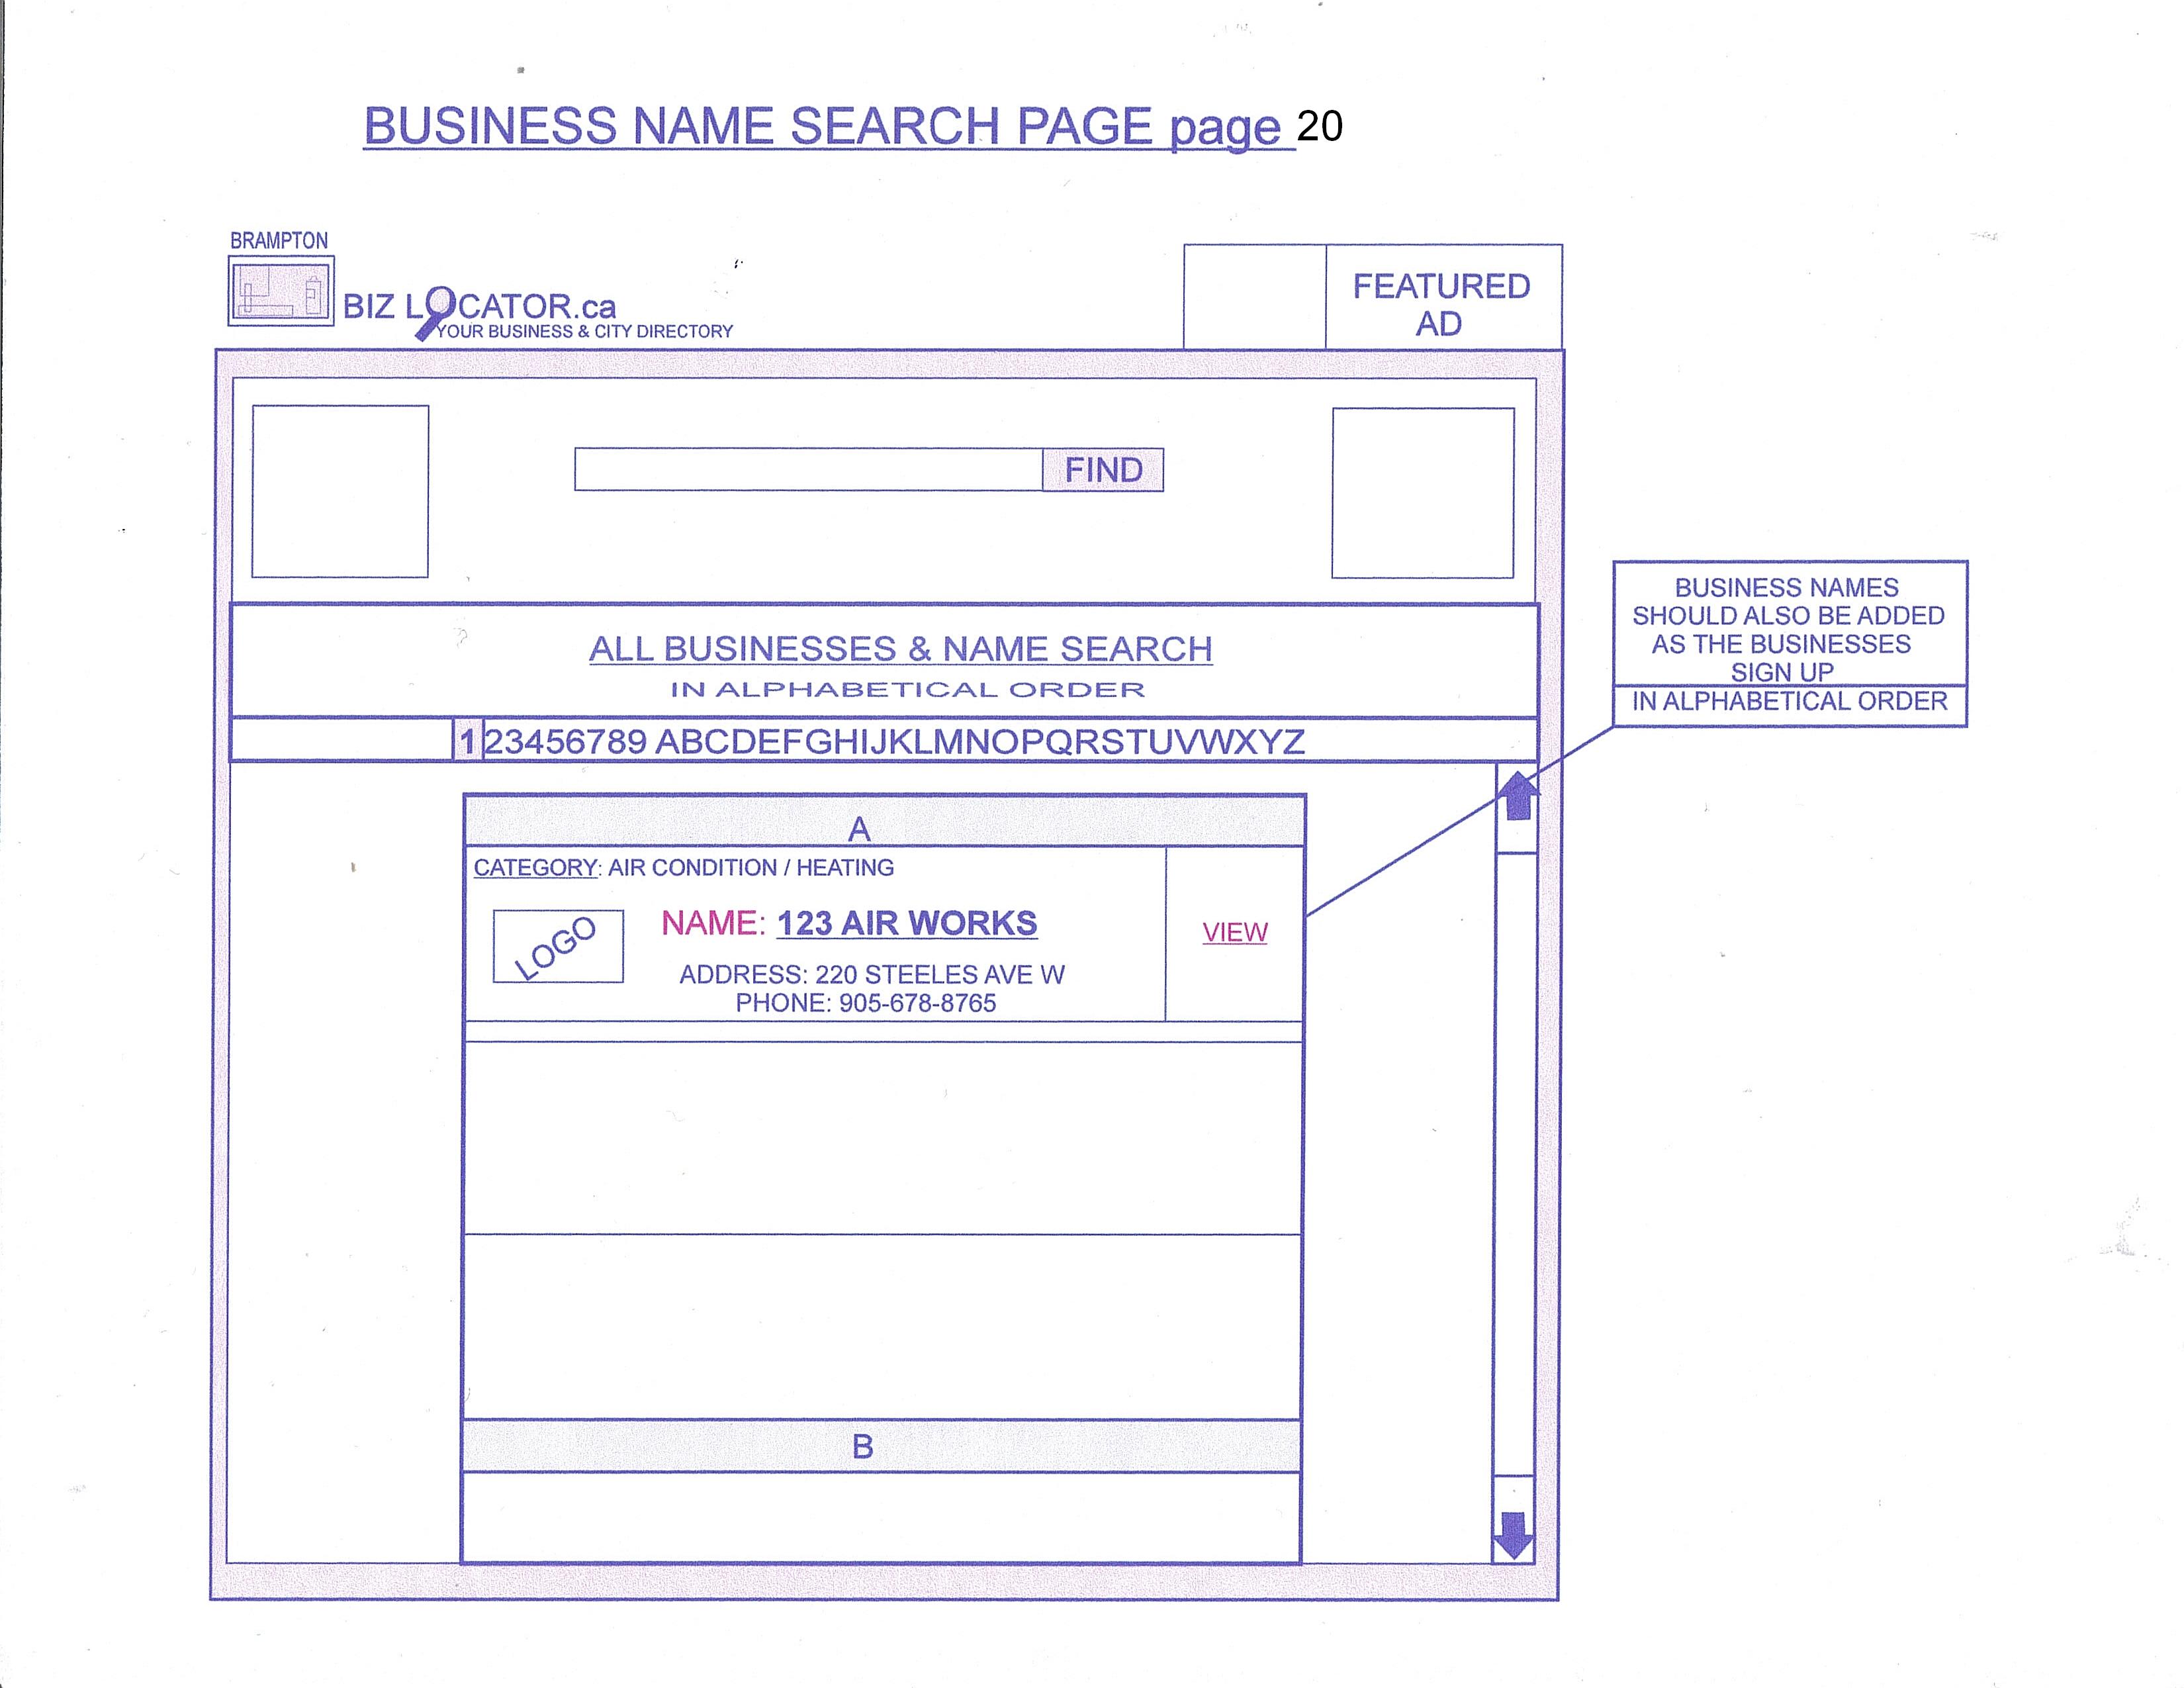 BUSINESS NAME SEARCH PAGE page 20
BRAMPTON
BIZ LOCATOR.ca
YOUR BUSINESS & CITY DIRECTORY
FEATURED
AD
FIND
ALL BUSINESSES & NAME SEARCH
IN ALPHABETICAL ORDER
123456789 ABCDEFGHIJKLMNOPQRSTUVWXYZ
BUSINESS NAMES
SHOULD ALSO BE ADDED
AS THE BUSINESSES
SIGN UP
IN ALPHABETICAL ORDER
A
CATEGORY: AIR CONDITION / HEATING
LOGO
NAME: 123 AIR WORKS
ADDRESS: 220 STEELES AVE W
PHONE: 905-678-8765
VIEW
B